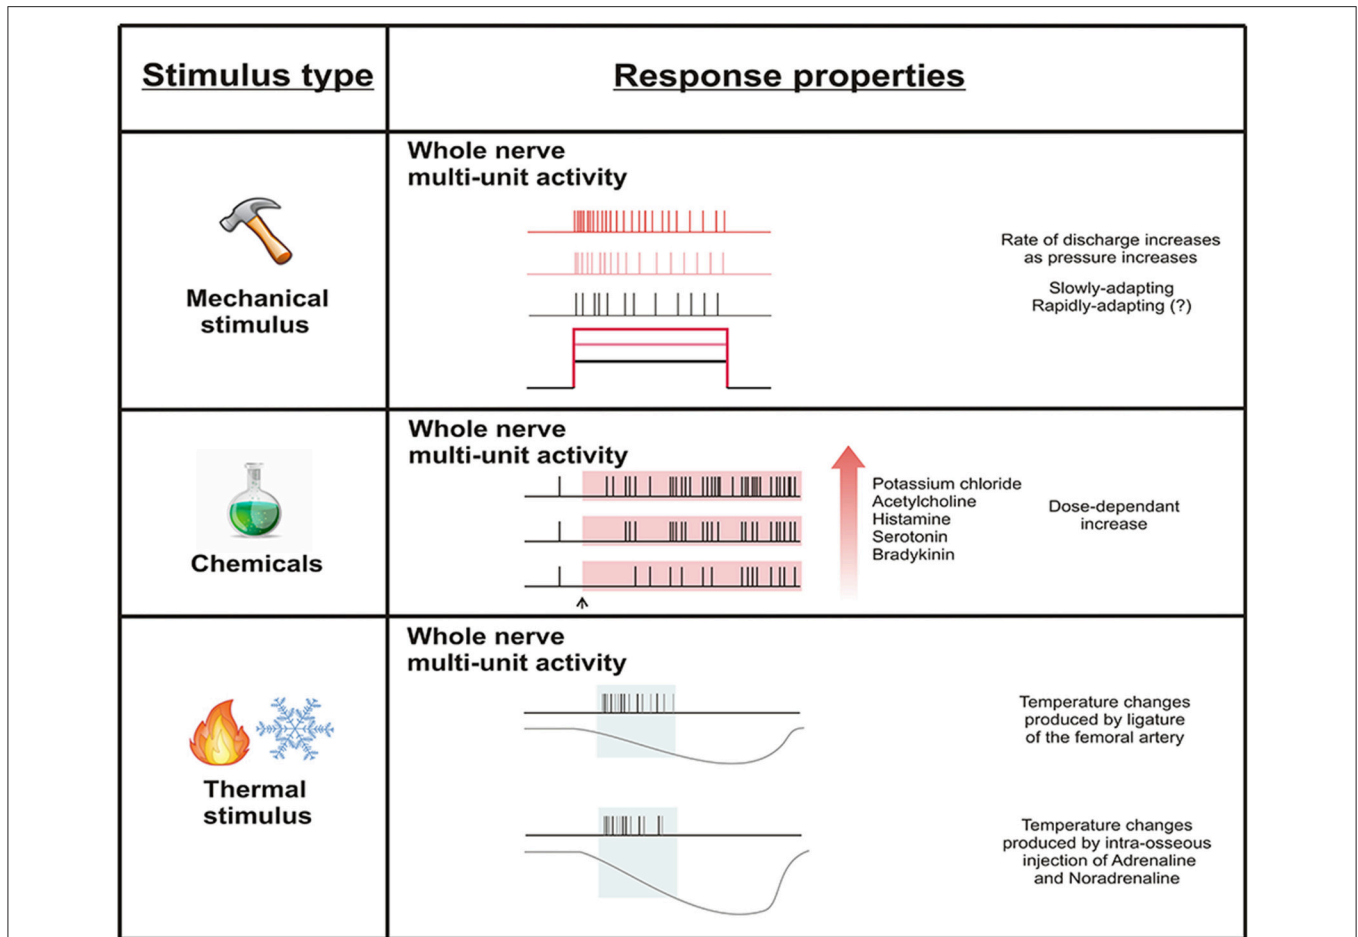 Stimulus type
Response properties
Mechanical
stimulus
Whole nerve
multi-unit activity
Rate of discharge increases
as pressure increases
Slowly-adapting
Rapidly-adapting (?)
Chemicals
Whole nerve
multi-unit activity
Potassium chloride
Acetylcholine
Histamine
Serotonin
Bradykinin
Dose-dependant
increase
Thermal
stimulus
Whole nerve
multi-unit activity
Temperature changes
produced by ligature
of the femoral artery
Temperature changes
produced by intra-osseous
injection of Adrenaline
and Noradrenaline